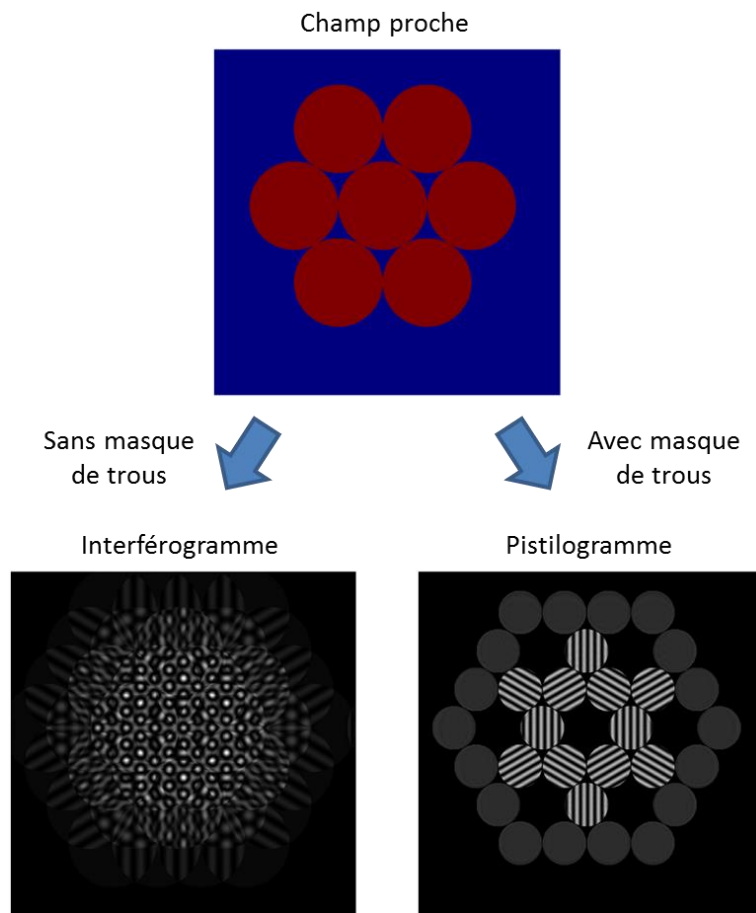 Champ proche
Sans masque
de trous
Avec masque
de trous
Interférogramme
Pistilogramme